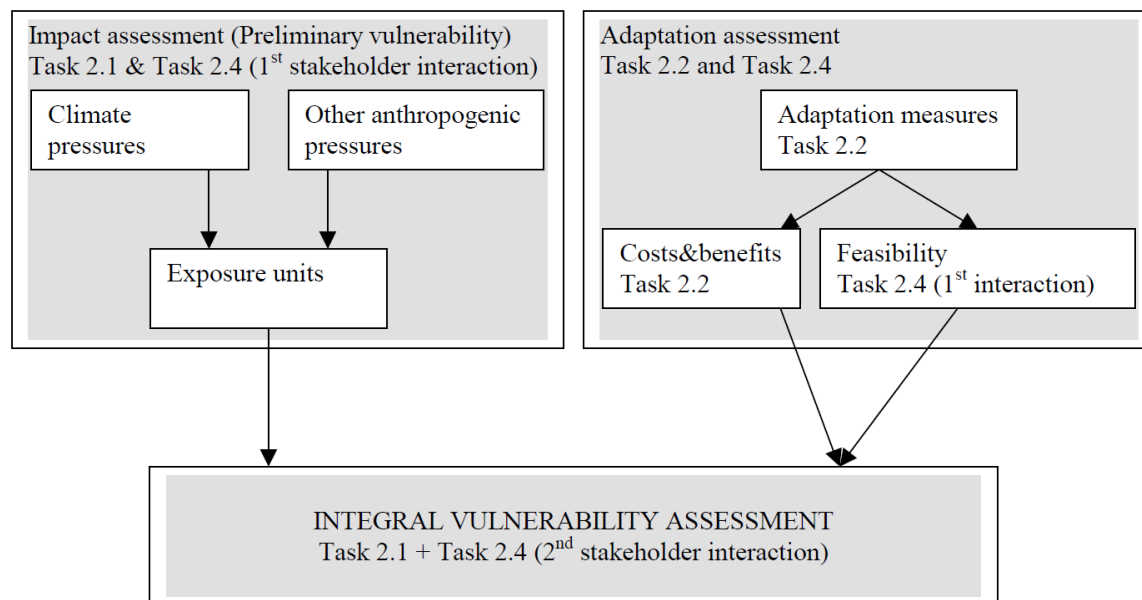 Impact assessment (Preliminary vulnerability)
Task 2.1 & Task 2.4 (1st stakeholder interaction)
Climate
pressures
Other anthropogenic
pressures
Exposure units
Adaptation assessment
Task 2.2 and Task 2.4
Adaptation measures
Task 2.2
Costs&benefits
Task 2.2
Feasibility
Task 2.4 (1st interaction)
INTEGRAL VULNERABILITY ASSESSMENT
Task 2.1 + Task 2.4 (2nd stakeholder interaction)